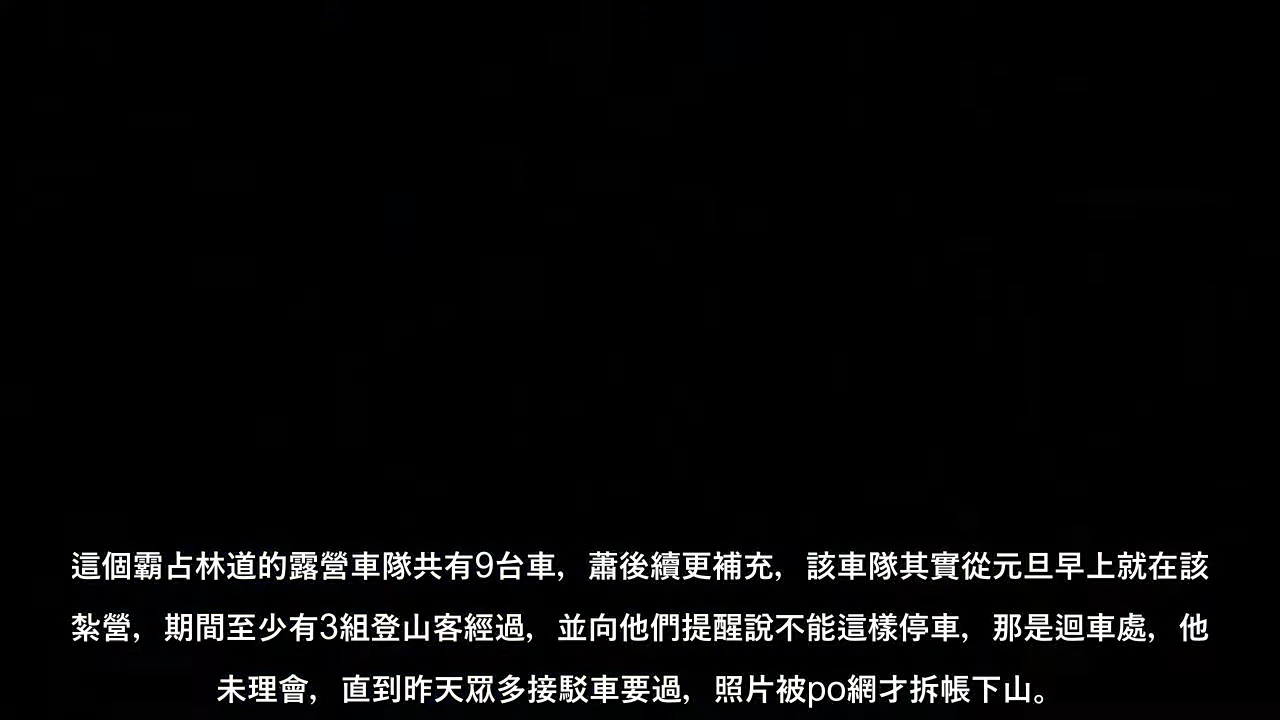 這個霸占林道的露營車隊共有9台車，蕭後續更補充，該車隊其實從元旦早上就在該
紮營，期間至少有3組登山客經過，並向他們提醒說不能這樣停車，那是迴車處，他
未理會，直到昨天眾多接駁車要過，照片被po網才拆帳下山。